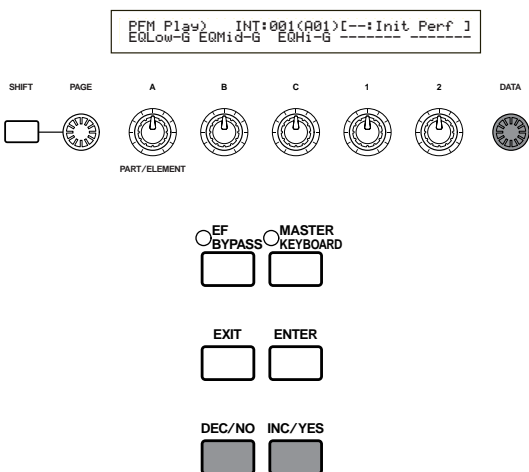 PFM Play) INT:001(A01)[--:Init Perf ]
EQLow-G EQMid-G EQHi-G ------- -------
SHIFT PAGE A B C 1 2 DATA
PART/ELEMENT
EF MASTER
BYPASS KEYBOARD
EXIT ENTER
DEC/NO INC/YES